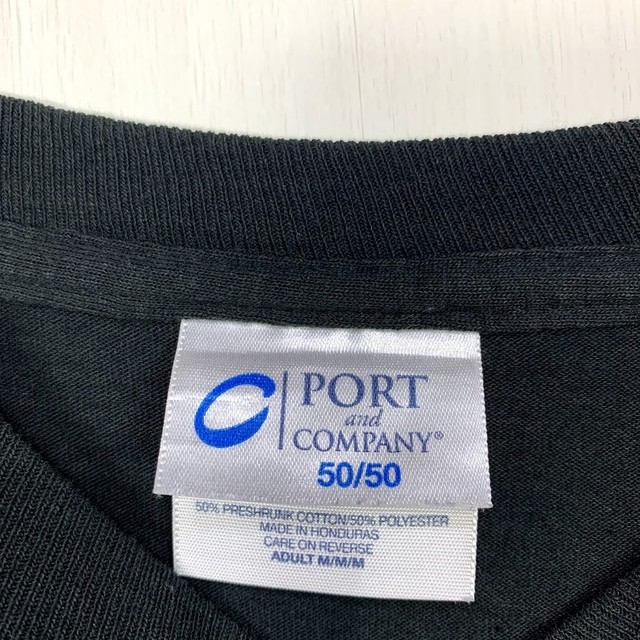 PORT
and
COMPANY®
50/50
50% PRESHRUNK COTTON/50% POLYESTER
MADE IN HONDURAS
CARE ON REVERSE
ADULT M/M/M